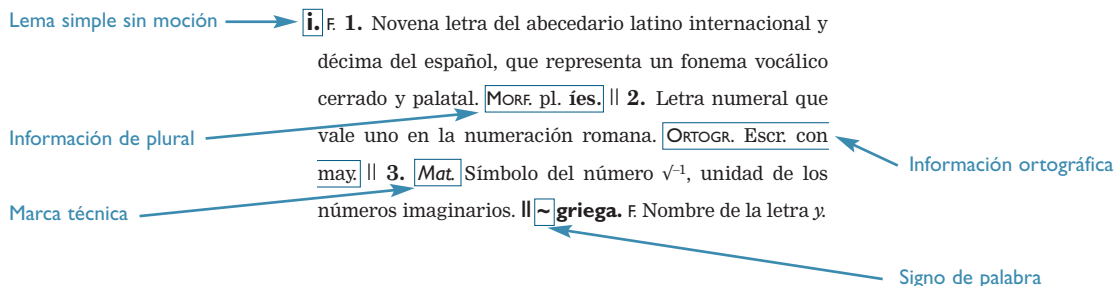 Lema simple sin moción
i. F. 1. Novena letra del abecedario latino internacional y
décima del español, que representa un fonema vocálico
cerrado y palatal. MORF. pl. íes. || 2. Letra numeral que
Información de plural
vale uno en la numeración romana. ORTOGR. Escr. con
may. || 3. Mat. Símbolo del número √–1, unidad de los
Información ortográfica
Marca técnica
números imaginarios. || ~ griega. F. Nombre de la letra y.
Signo de palabra